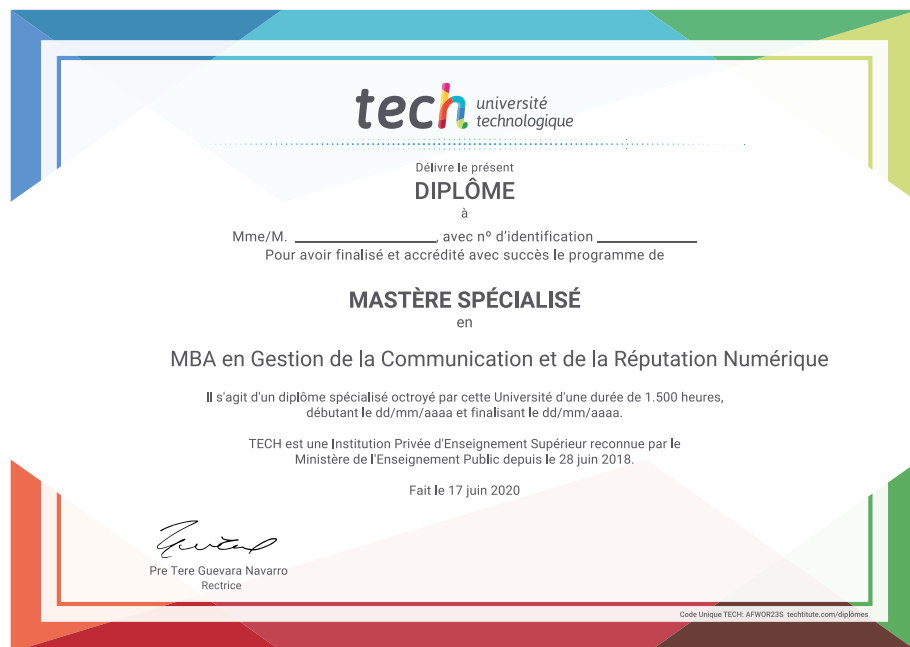 tech université
technologique
Délivre le présent
DIPLÔME
à
Mme/M. ____________, avec nº d'identification ____________
Pour avoir finalisé et accrédité avec succès le programme de
MASTÈRE SPÉCIALISÉ
en
MBA en Gestion de la Communication et de la Réputation Numérique
Il s'agit d'un diplôme spécialisé octroyé par cette Université d'une durée de 1.500 heures,
débutant le dd/mm/aaaa et finalisant le dd/mm/aaaa.
TECH est une Institution Privée d'Enseignement Supérieur reconnue par le
Ministère de l'Enseignement Public depuis le 28 juin 2018.
Fait le 17 juin 2020
Pre Tere Guevara Navarro
Rectrice
Code Unique TECH: AFWOR23S techtitute.com/diplômes